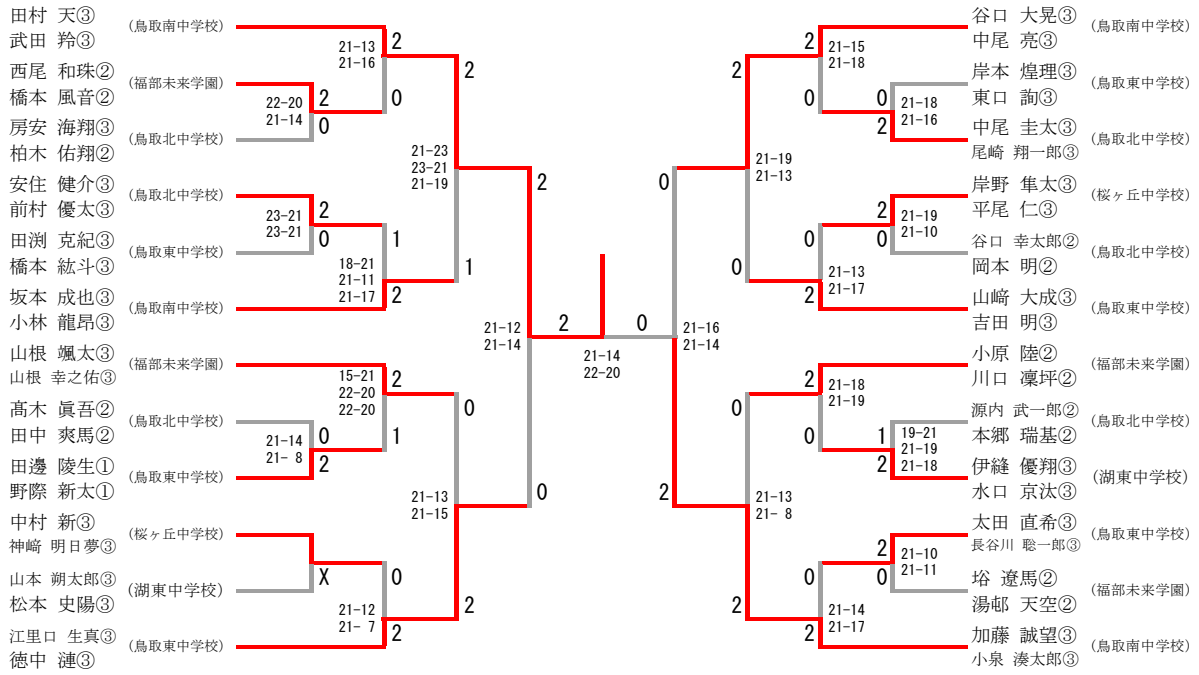 田村 天③
武田 羚③
(鳥取南中学校)
西尾 和珠②
橋本 風音②
(福部未来学園)
房安 海翔③
柏木 佑翔②
(鳥取北中学校)
安住 健介③
前村 優太③
(鳥取北中学校)
田渕 克紀③
橋本 紘斗③
(鳥取東中学校)
坂本 成也③
小林 龍昂③
(鳥取南中学校)
山根 颯太③
山根 幸之佑③
(福部未来学園)
髙木 眞吾②
田中 爽馬②
(鳥取北中学校)
田邊 陵生①
野際 新太①
(鳥取東中学校)
中村 新③
神﨑 明日夢③
(桜ヶ丘中学校)
山本 朔太郎③
松本 史陽③
(湖東中学校)
江里口 生真③
徳中 漣③
(鳥取東中学校)
21-13
21-16
2
0
22-20
21-14
2
0
21-23
23-21
21-19
2
1
23-21
23-21
2
0
18-21
21-11
21-17
1
2
21-12
21-14
2
0
15-21
22-20
22-20
2
1
21-14
21- 8
0
2
21-13
21-15
0
2
X
21-12
21- 7
0
2
2
0
21-14
22-20
谷口 大晃③
中尾 亮③
(鳥取南中学校)
岸本 煌理③
東口 詢③
(鳥取東中学校)
中尾 圭太③
尾崎 翔一郎③
(鳥取北中学校)
岸野 隼太③
平尾 仁③
(桜ヶ丘中学校)
谷口 幸太郎②
岡本 明②
(鳥取北中学校)
山﨑 大成③
吉田 明③
(鳥取東中学校)
小原 陸②
川口 凜坪②
(福部未来学園)
源内 武一郎②
本郷 瑞基②
(鳥取北中学校)
伊縫 優翔③
水口 京汰③
(湖東中学校)
太田 直希③
長谷川 聡一郎③
(鳥取東中学校)
塔 遼馬②
湯邨 天空②
(福部未来学園)
加藤 誠望③
小泉 湊太郎③
(鳥取南中学校)
2
0
21-15
21-18
0
2
21-18
21-16
2
0
21-19
21-13
2
0
21-19
21-10
0
2
21-13
21-17
0
2
21-16
21-14
2
0
21-18
21-19
1
2
19-21
21-19
21-18
0
2
21-13
21- 8
2
0
21-10
21-11
0
2
21-14
21-17